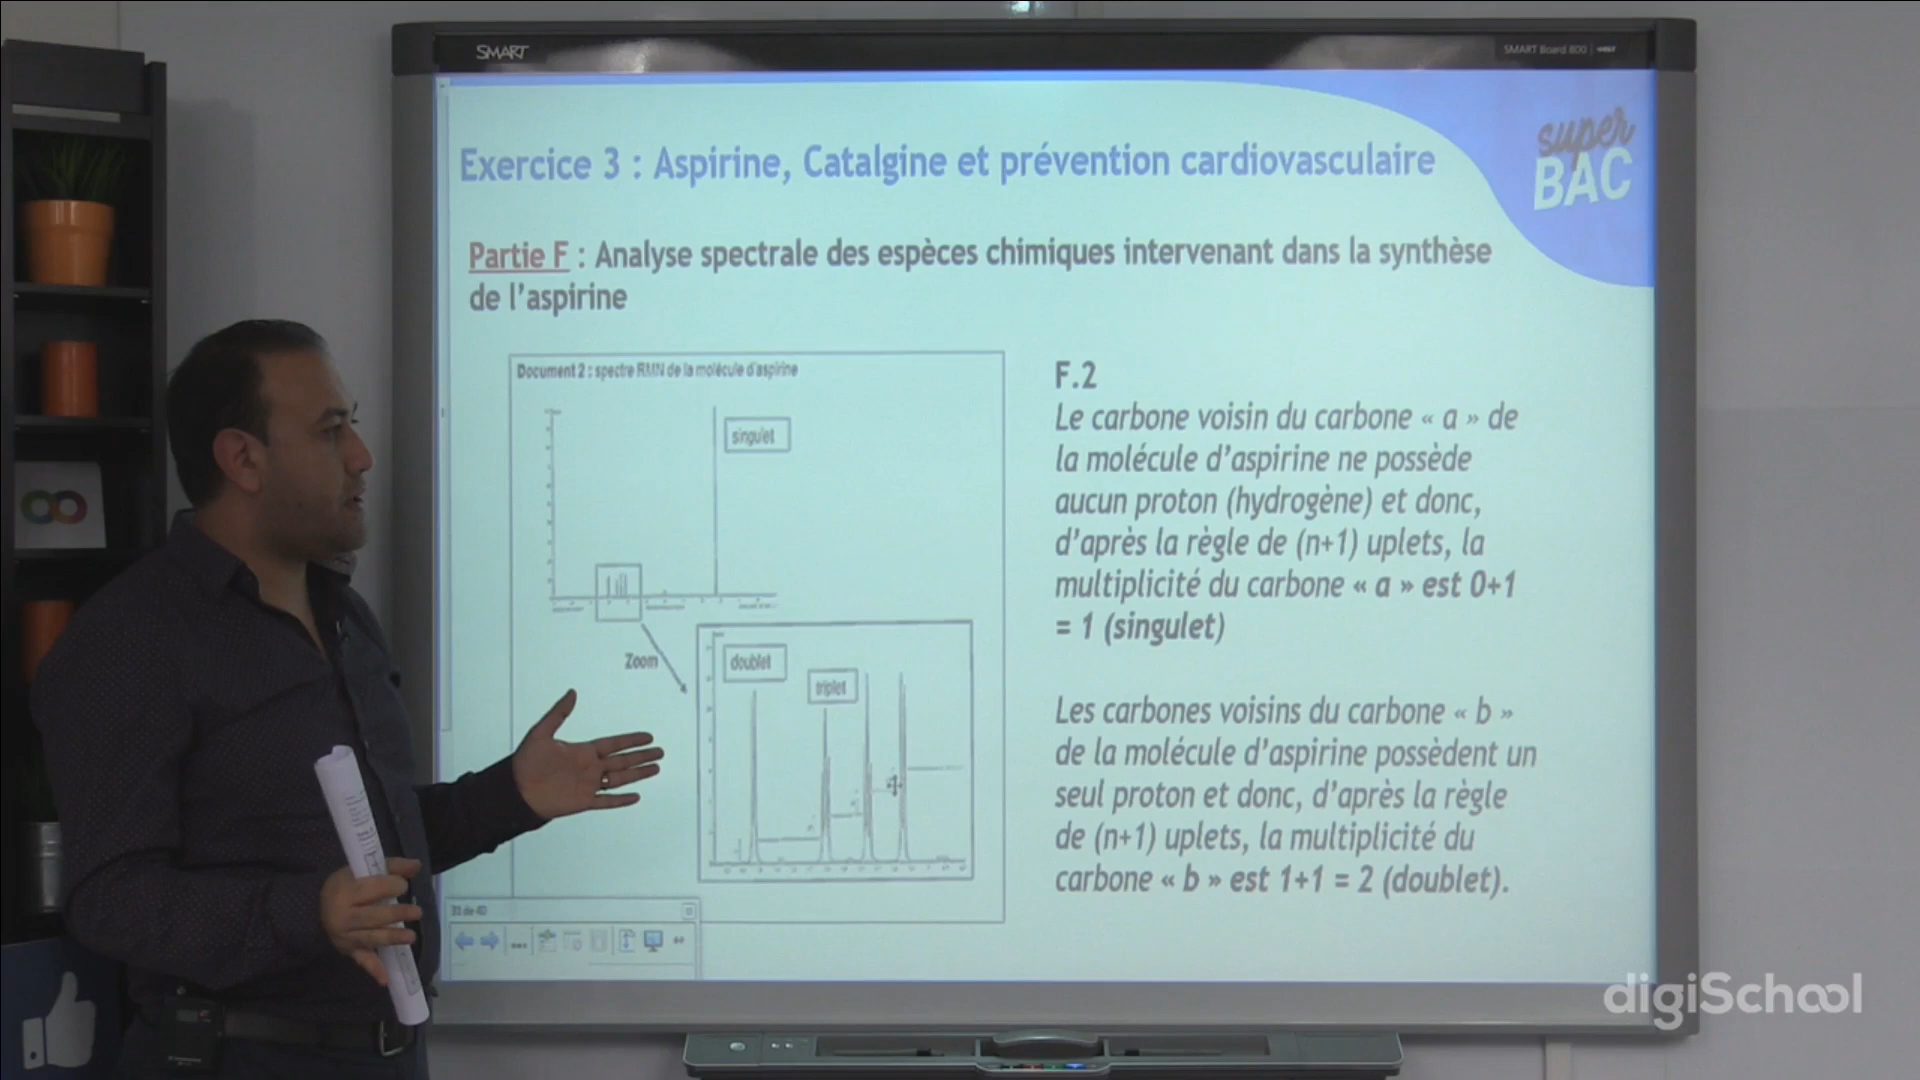 SMART
SMART Board 800
super
BAC
Exercice 3 : Aspirine, Catalgine et prévention cardiovasculaire
Partie F : Analyse spectrale des espèces chimiques intervenant dans la synthèse
de l'aspirine
Document 2 : spectre RMN de la molécule d'aspirine
singulet
Zoom
doublet
triplet
F.2
Le carbone voisin du carbone « a » de
la molécule d'aspirine ne possède
aucun proton (hydrogène) et donc,
d'après la règle de (n+1) uplets, la
multiplicité du carbone « a » est 0+1
= 1 (singulet)
Les carbones voisins du carbone « b »
de la molécule d'aspirine possèdent un
seul proton et donc, d'après la règle
de (n+1) uplets, la multiplicité du
carbone « b » est 1+1 = 2 (doublet).
digiSchool